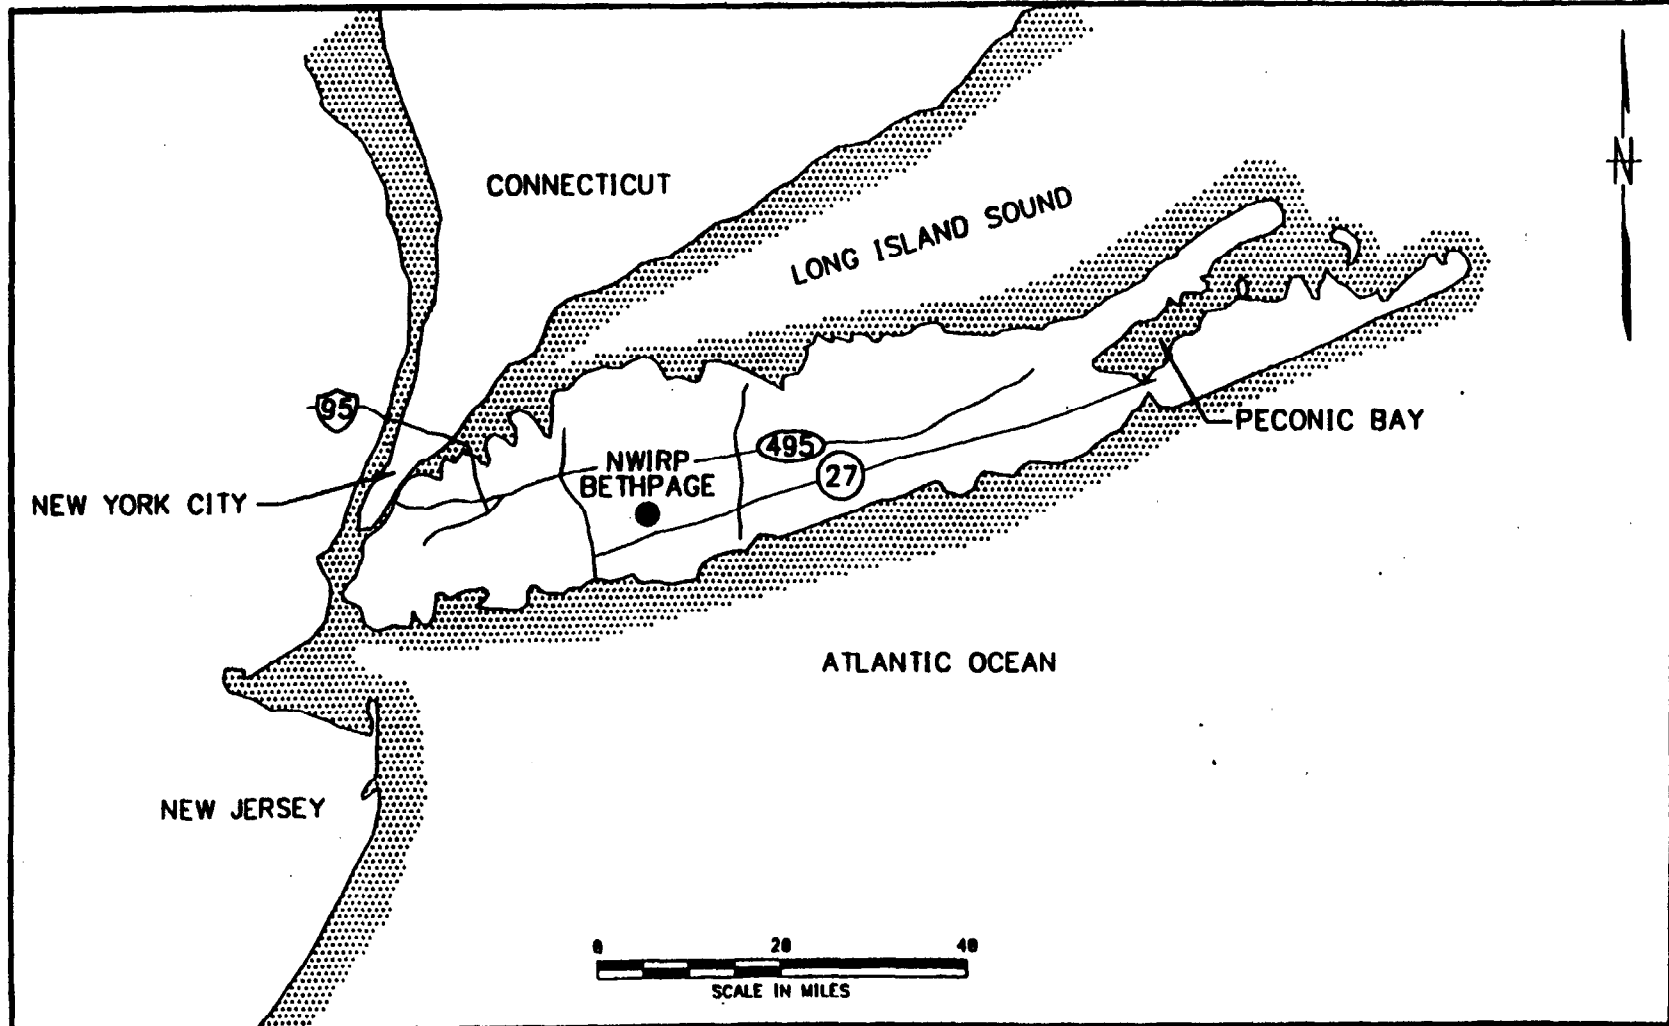 N
CONNECTICUT
LONG ISLAND SOUND
95
PECONIC BAY
495
NWIRP
BETHPAGE
27
NEW YORK CITY
ATLANTIC OCEAN
NEW JERSEY
0 20 40
SCALE IN MILES